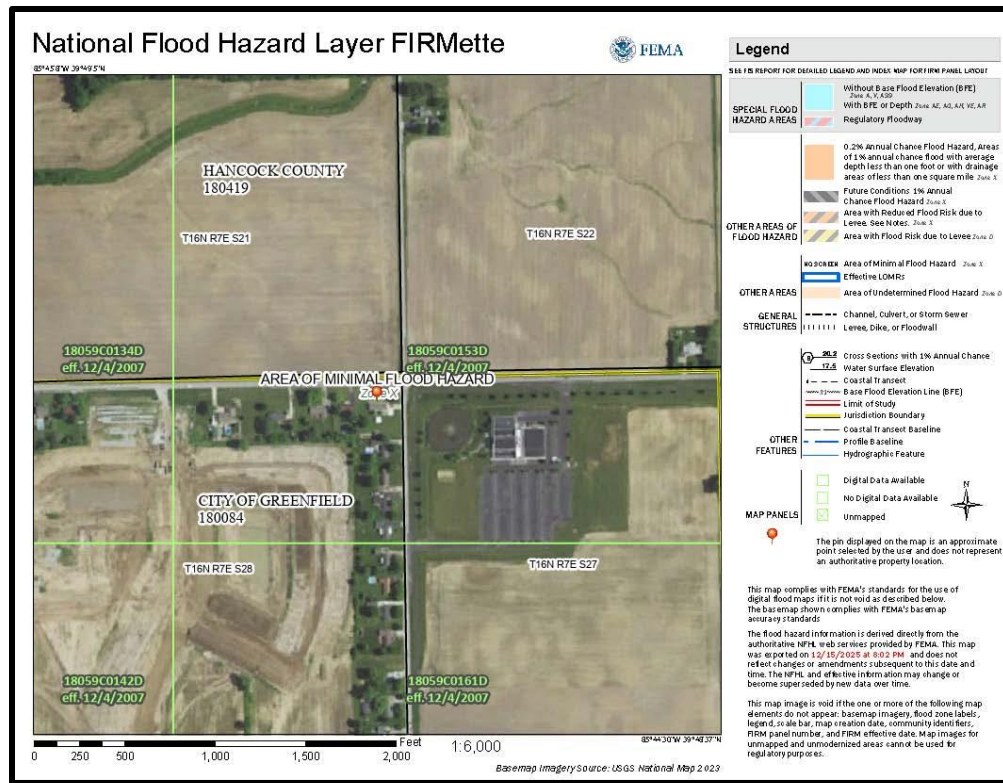 National Flood Hazard Layer FIRMette
FEMA
HANCOCK COUNTY
180419
T16N R7E S21
T16N R7E S22
18059C0134D
eff. 12/4/2007
18059C0153D
eff. 12/4/2007
AREA OF MINIMAL FLOOD HAZARD
Zone X
CITY OF GREENFIELD
180084
T16N R7E S28
T16N R7E S27
18059C0142D
eff. 12/4/2007
18059C0161D
eff. 12/4/2007
0 250 500 1,000 1,500 2,000 Feet 1:6,000
Basemap Imagery Source: USGS National Map 2023
Legend
SEE FIS REPORT FOR DETAILED LEGEND AND INDEX MAP FOR FIRM PANEL LAYOUT
SPECIAL FLOOD
HAZARD AREAS
Without Base Flood Elevation (BFE)
Zone A, V, A99
With BFE or Depth Zone AE, AO, AH, VE, AR
Regulatory Floodway
OTHER AREAS OF
FLOOD HAZARD
0.2% Annual Chance Flood Hazard, Areas
of 1% annual chance flood with average
depth less than one foot or with drainage
areas of less than one square mile Zone X
Future Conditions 1% Annual
Chance Flood Hazard Zone X
Area with Reduced Flood Risk due to
Levee. See Notes. Zone X
Area with Flood Risk due to Levee Zone D
OTHER AREAS
NO SCREEN Area of Minimal Flood Hazard Zone X
Effective LOMRs
Area of Undetermined Flood Hazard Zone D
GENERAL
STRUCTURES
Channel, Culvert, or Storm Sewer
Levee, Dike, or Floodwall
OTHER
FEATURES
20.2 Cross Sections with 1% Annual Chance
17.5 Water Surface Elevation
Coastal Transect
Base Flood Elevation Line (BFE)
Limit of Study
Jurisdiction Boundary
Coastal Transect Baseline
Profile Baseline
Hydrographic Feature
MAP PANELS
Digital Data Available
No Digital Data Available
Unmapped
N
The pin displayed on the map is an approximate
point selected by the user and does not represent
an authoritative property location.
This map complies with FEMA's standards for the use of
digital flood maps if it is not void as described below.
The basemap shown complies with FEMA's basemap
accuracy standards
The flood hazard information is derived directly from the
authoritative NFHL web services provided by FEMA. This map
was exported on 12/15/2025 at 8:02 PM and does not
reflect changes or amendments subsequent to this date and
time. The NFHL and effective information may change or
become superseded by new data over time.
This map image is void if the one or more of the following map
elements do not appear: basemap imagery, flood zone labels,
legend, scale bar, map creation date, community identifiers,
FIRM panel number, and FIRM effective date. Map images for
unmapped and unmodernized areas cannot be used for
regulatory purposes.